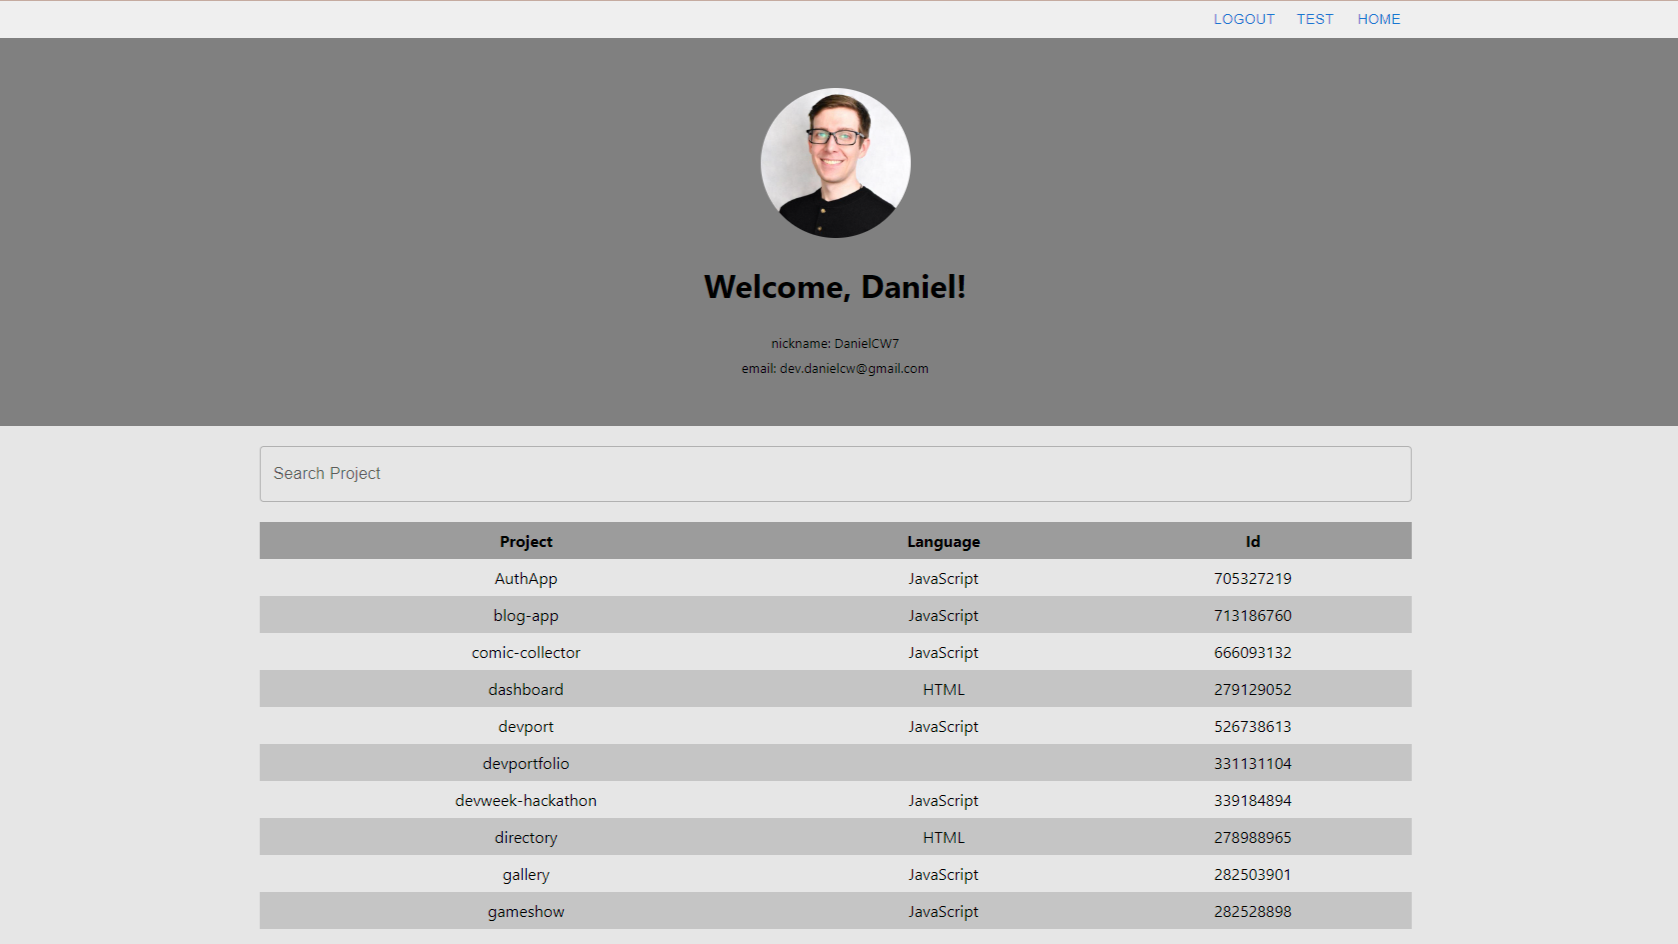 LOGOUT TEST HOME
Welcome, Daniel!
nickname: DanielCW7
email: dev.danielcw@gmail.com
Search Project
Project Language Id
AuthApp JavaScript 705327219
blog-app JavaScript 713186760
comic-collector JavaScript 666093132
dashboard HTML 279129052
devport JavaScript 526738613
devportfolio 331131104
devweek-hackathon JavaScript 339184894
directory HTML 278988965
gallery JavaScript 282503901
gameshow JavaScript 282528898